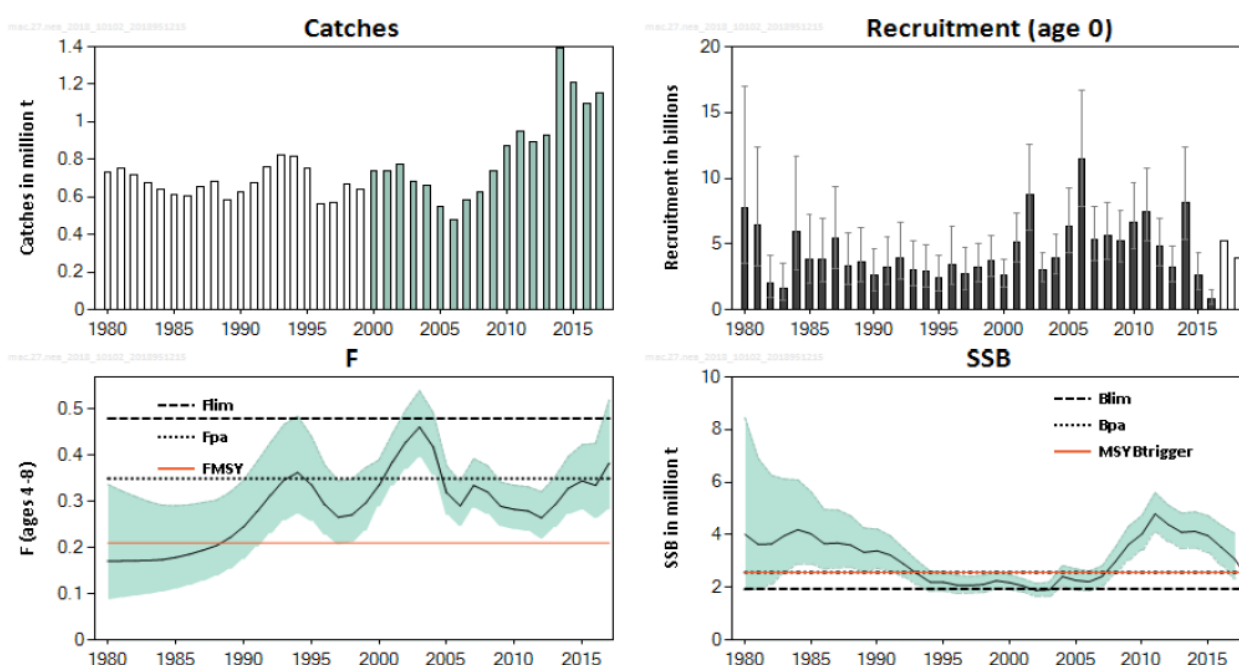 mac.27.nea_2018_10102_2018951215
Catches
Catches in million t
1.4
1.2
1
0.8
0.6
0.4
0.2
0
1980 1985 1990 1995 2000 2005 2010 2015
mac.27.nea_2018_10102_2018951215
Recruitment (age 0)
Recruitment in billions
20
15
10
5
0
1980 1985 1990 1995 2000 2005 2010 2015
mac.27.nea_2018_10102_2018951215
F
F (ages 4-8)
0.5
0.4
0.3
0.2
0.1
0
Flim
Fpa
FMSY
1980 1985 1990 1995 2000 2005 2010 2015
mac.27.nea_2018_10102_2018951215
SSB
SSB in million t
10
8
6
4
2
0
Blim
Bpa
MSYBtrigger
1980 1985 1990 1995 2000 2005 2010 2015